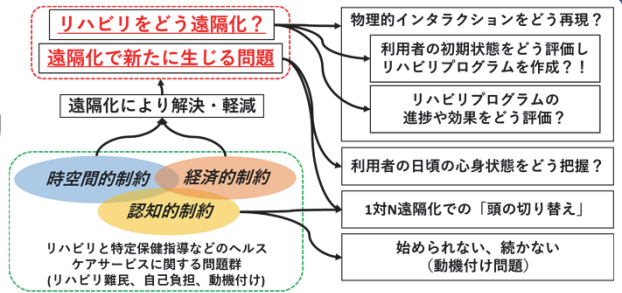 リハビリをどう遠隔化？
遠隔化で新たに生じる問題
遠隔化により解決・軽減
時空間的制約
経済的制約
認知的制約
リハビリと特定保健指導などのヘルス
ケアサービスに関する問題群
(リハビリ難民、自己負担、動機付け)
物理的インタラクションをどう再現？
利用者の初期状態をどう評価し
リハビリプログラムを作成？！
リハビリプログラムの
進捗や効果をどう評価？
利用者の日頃の心身状態をどう把握？
1対N遠隔化での「頭の切り替え」
始められない、続かない
（動機付け問題）